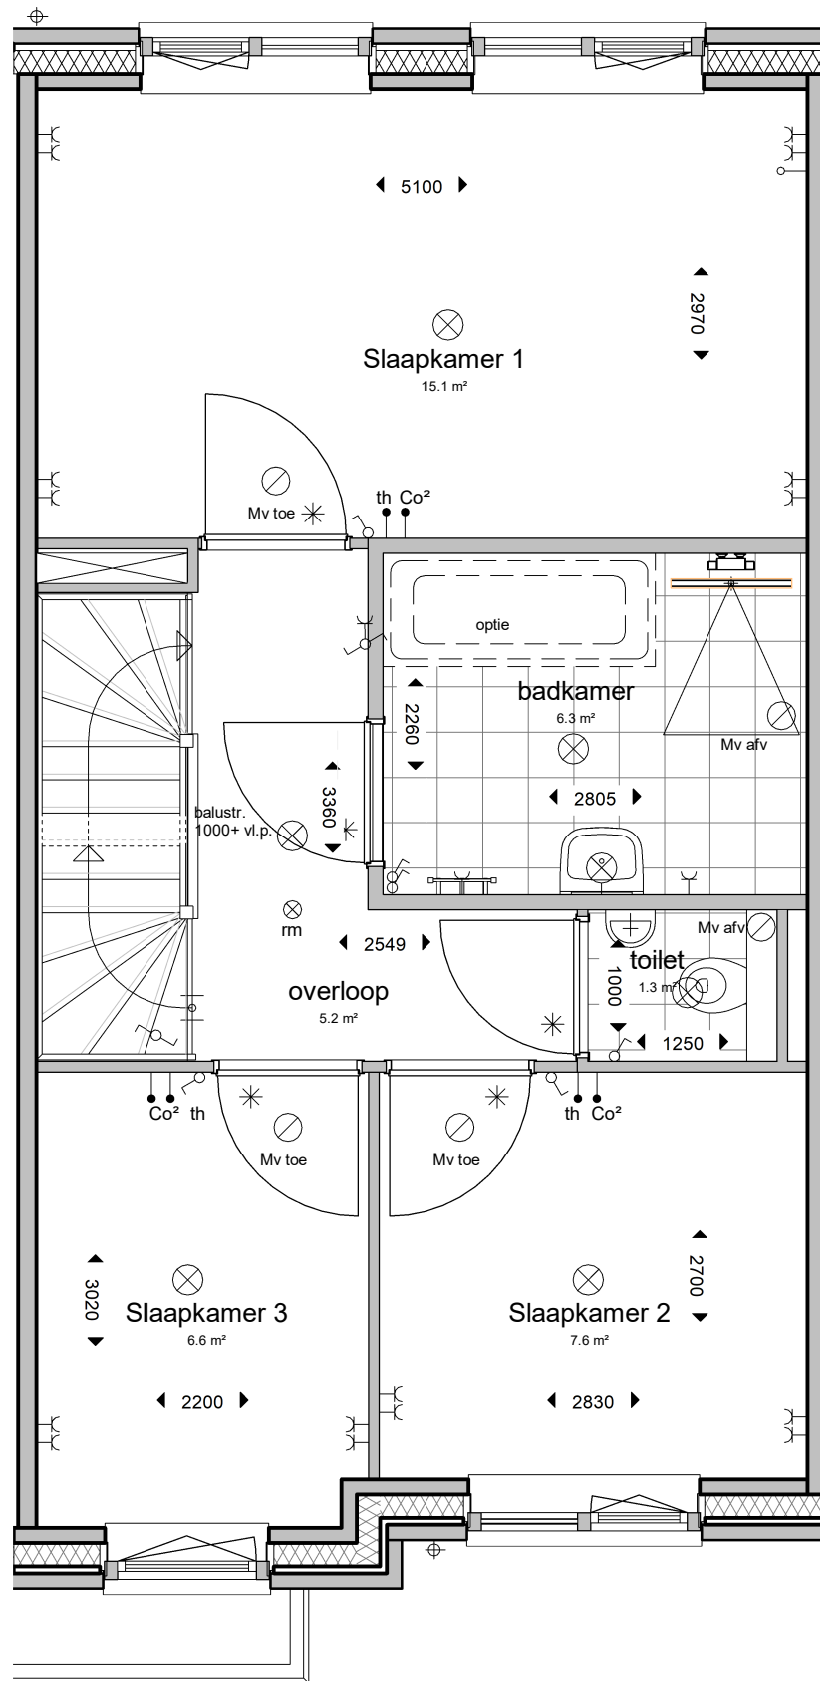 5100
2970
Slaapkamer 1
15.1 m²
Mv toe
th Co²
optie
badkamer
6.3 m²
2260
Mv afv
2805
3360
balustr.
1000+ vl.p.
rm
2549
overloop
5.2 m²
Mv afv
toilet
1.3 m²
1000
1250
Co² th
th Co²
Mv toe
Mv toe
3020
2700
Slaapkamer 3
6.6 m²
Slaapkamer 2
7.6 m²
2200
2830